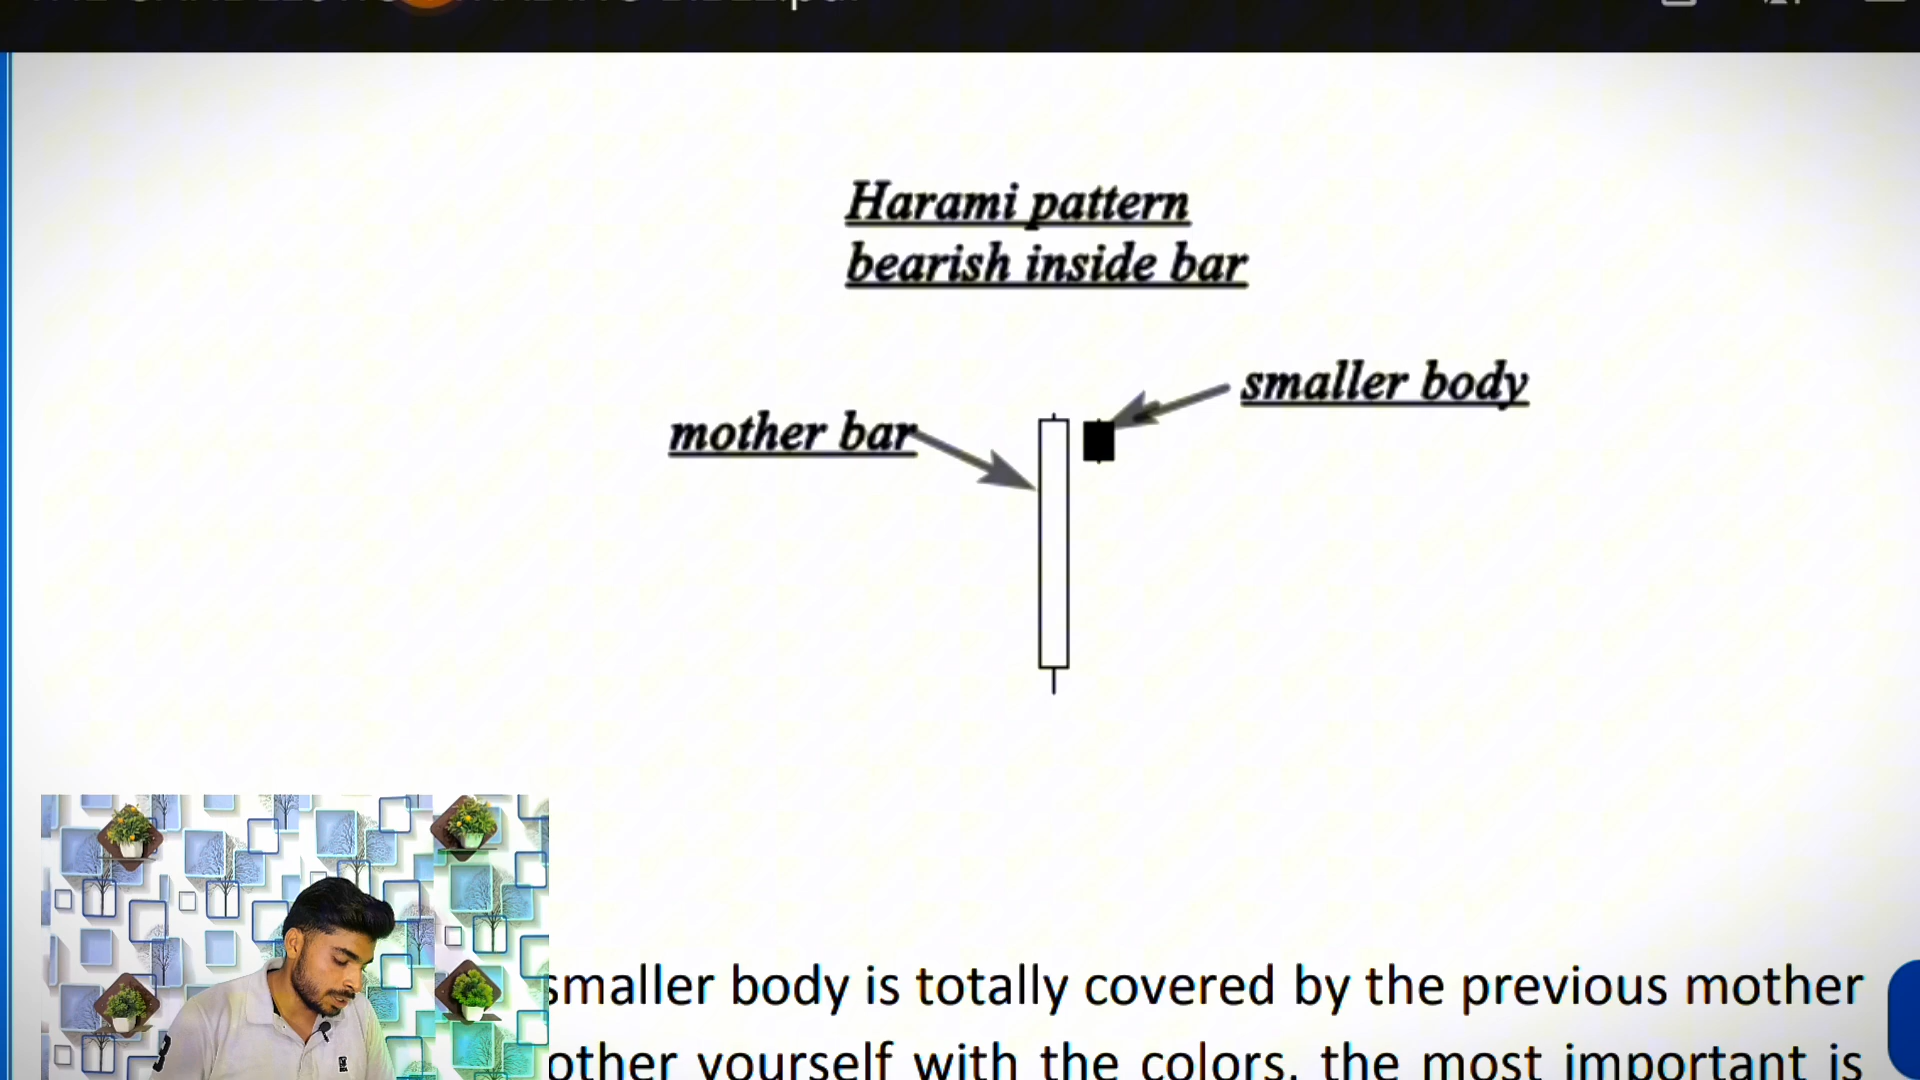 Harami pattern
bearish inside bar
smaller body
mother bar
smaller body is totally covered by the previous mother
other yourself with the colors, the most important is